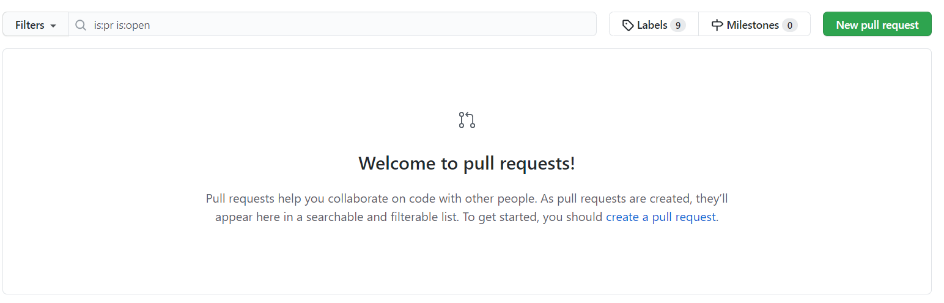 Filters
is:pr is:open
Labels 9
Milestones 0
New pull request
Welcome to pull requests!
Pull requests help you collaborate on code with other people. As pull requests are created, they'll
appear here in a searchable and filterable list. To get started, you should create a pull request.